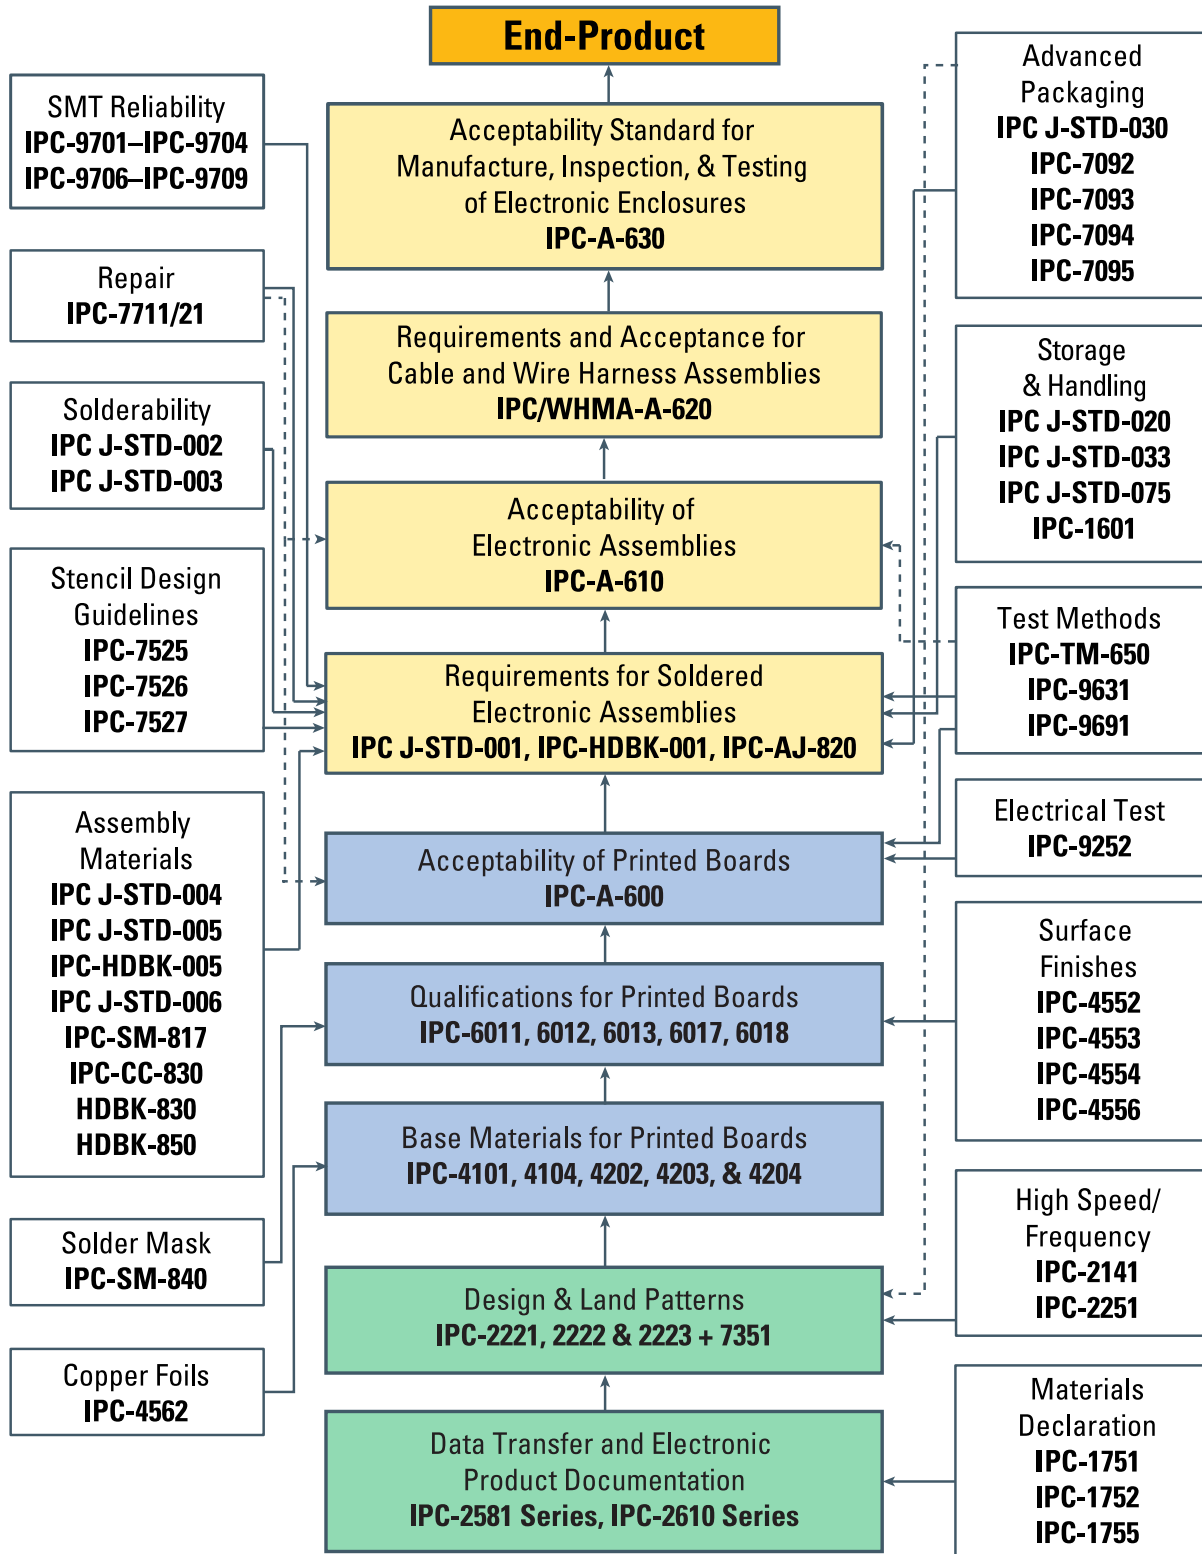 End-Product
SMT Reliability
IPC-9701–IPC-9704
IPC-9706–IPC-9709
Repair
IPC-7711/21
Solderability
IPC J-STD-002
IPC J-STD-003
Stencil Design
Guidelines
IPC-7525
IPC-7526
IPC-7527
Assembly
Materials
IPC J-STD-004
IPC J-STD-005
IPC-HDBK-005
IPC J-STD-006
IPC-SM-817
IPC-CC-830
HDBK-830
HDBK-850
Solder Mask
IPC-SM-840
Copper Foils
IPC-4562
Acceptability Standard for
Manufacture, Inspection, & Testing
of Electronic Enclosures
IPC-A-630
Requirements and Acceptance for
Cable and Wire Harness Assemblies
IPC/WHMA-A-620
Acceptability of
Electronic Assemblies
IPC-A-610
Requirements for Soldered
Electronic Assemblies
IPC J-STD-001, IPC-HDBK-001, IPC-AJ-820
Acceptability of Printed Boards
IPC-A-600
Qualifications for Printed Boards
IPC-6011, 6012, 6013, 6017, 6018
Base Materials for Printed Boards
IPC-4101, 4104, 4202, 4203, & 4204
Design & Land Patterns
IPC-2221, 2222 & 2223 + 7351
Data Transfer and Electronic
Product Documentation
IPC-2581 Series, IPC-2610 Series
Advanced
Packaging
IPC J-STD-030
IPC-7092
IPC-7093
IPC-7094
IPC-7095
Storage
& Handling
IPC J-STD-020
IPC J-STD-033
IPC J-STD-075
IPC-1601
Test Methods
IPC-TM-650
IPC-9631
IPC-9691
Electrical Test
IPC-9252
Surface
Finishes
IPC-4552
IPC-4553
IPC-4554
IPC-4556
High Speed/
Frequency
IPC-2141
IPC-2251
Materials
Declaration
IPC-1751
IPC-1752
IPC-1755